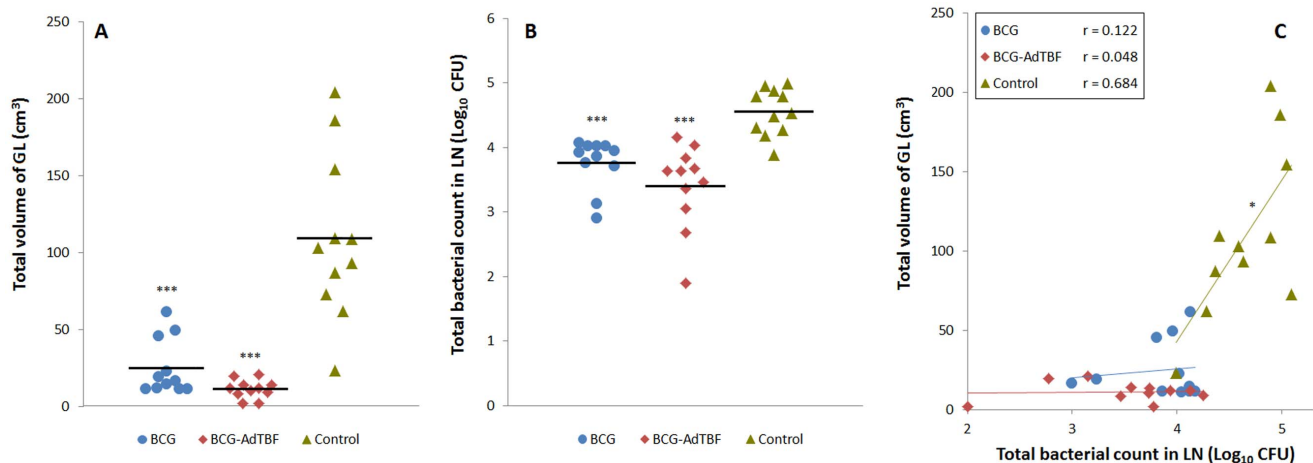 A
Total volume of GL (cm³)
250
200
150
100
50
0
***
***
BCG
BCG-AdTBF
Control
B
Total bacterial count in LN (Log₁₀ CFU)
6
5
4
3
2
1
0
***
***
BCG
BCG-AdTBF
Control
C
Total volume of GL (cm³)
250
200
150
100
50
0
BCG r = 0.122
BCG-AdTBF r = 0.048
Control r = 0.684
*
2 3 4 5
Total bacterial count in LN (Log₁₀ CFU)